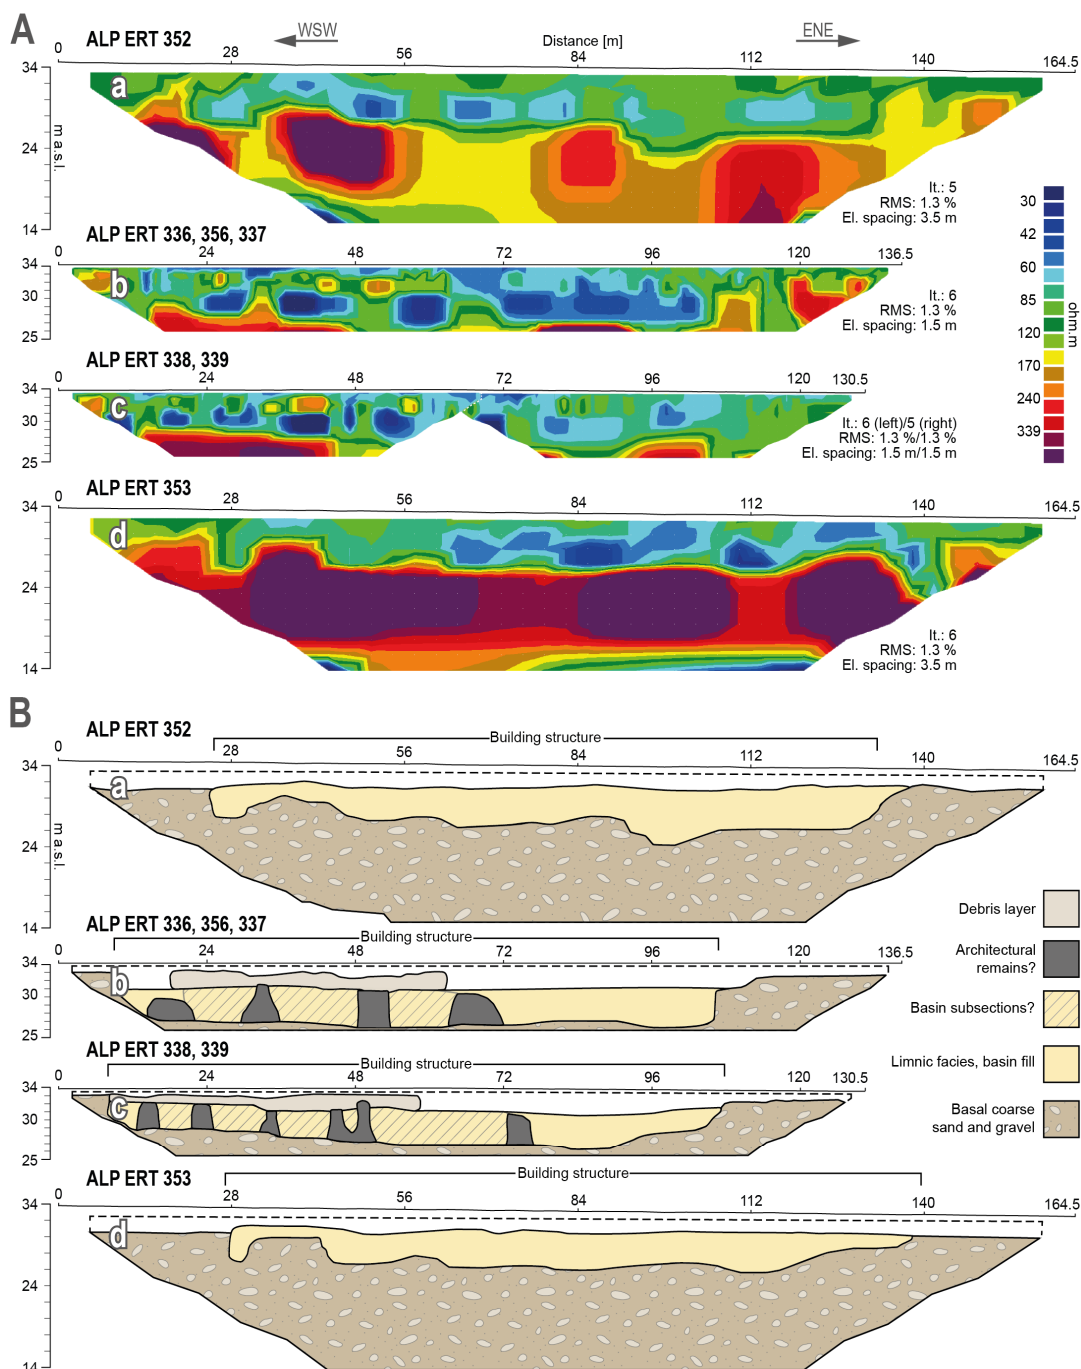 A
ALP ERT 352
WSW
ENE
Distance [m]
0 28 56 84 112 140 164.5
34
24
14
m a.s.l.
a
It.: 5
RMS: 1.3 %
El. spacing: 3.5 m
ALP ERT 336, 356, 337
0 24 48 72 96 120 136.5
34
30
25
b
It.: 6
RMS: 1.3 %
El. spacing: 1.5 m
ALP ERT 338, 339
0 24 48 72 96 120 130.5
34
30
25
c
It.: 6 (left)/5 (right)
RMS: 1.3 %/1.3 %
El. spacing: 1.5 m/1.5 m
30
42
60
85
120
170
240
339
ohm.m
ALP ERT 353
0 28 56 84 112 140 164.5
34
24
14
d
It.: 6
RMS: 1.3 %
El. spacing: 3.5 m
B
ALP ERT 352
Building structure
0 28 56 84 112 140 164.5
34
24
14
m a.s.l.
a
ALP ERT 336, 356, 337
Building structure
0 24 48 72 96 120 136.5
34
30
25
b
ALP ERT 338, 339
Building structure
0 24 48 72 96 120 130.5
34
30
25
c
Debris layer
Architectural
remains?
Basin subsections?
Limnic facies, basin fill
Basal coarse
sand and gravel
ALP ERT 353
Building structure
0 28 56 84 112 140 164.5
34
24
14
d